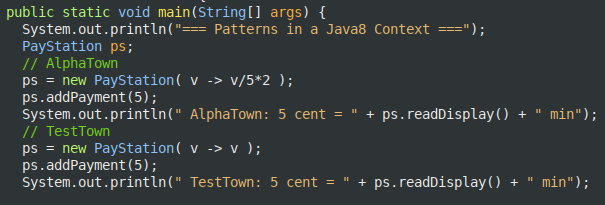 public static void main(String[] args) {
  System.out.println("=== Patterns in a Java8 Context ===");
  PayStation ps;
  // AlphaTown
  ps = new PayStation( v -> v/5*2 );
  ps.addPayment(5);
  System.out.println(" AlphaTown: 5 cent = " + ps.readDisplay() + " min");
  // TestTown
  ps = new PayStation( v -> v );
  ps.addPayment(5);
  System.out.println(" TestTown: 5 cent = " + ps.readDisplay() + " min");